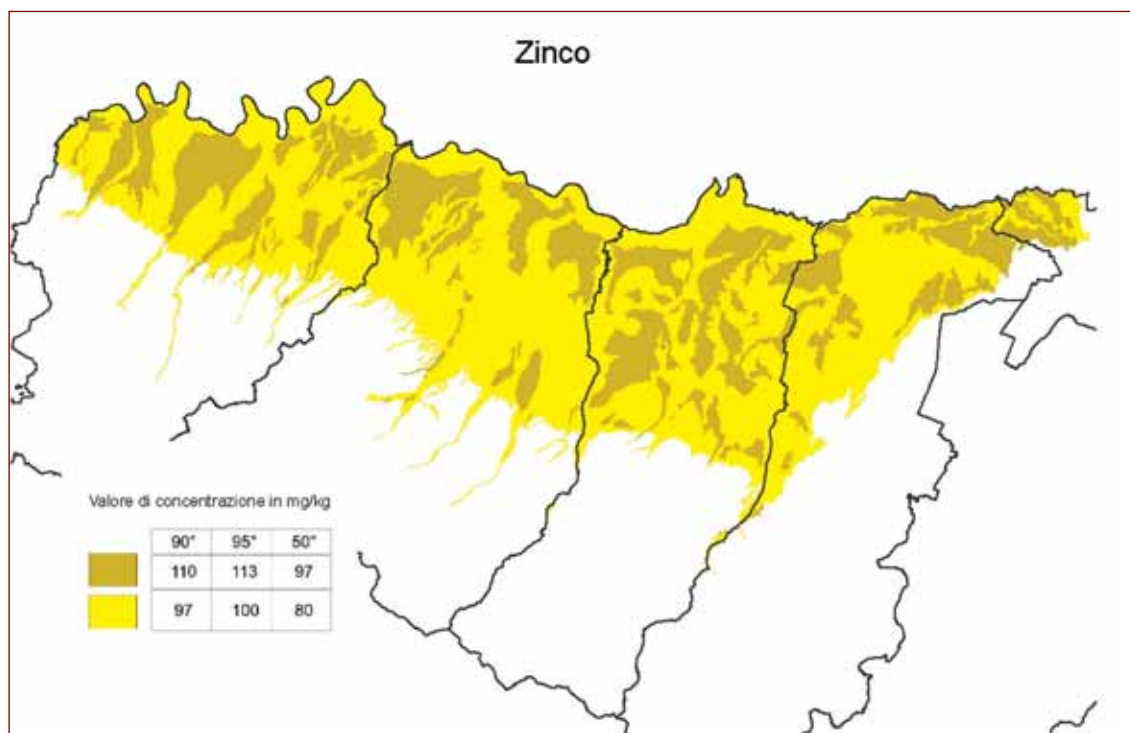 Zinco
Valore di concentrazione in mg/kg
90° 95° 50°
110 113 97
97 100 80